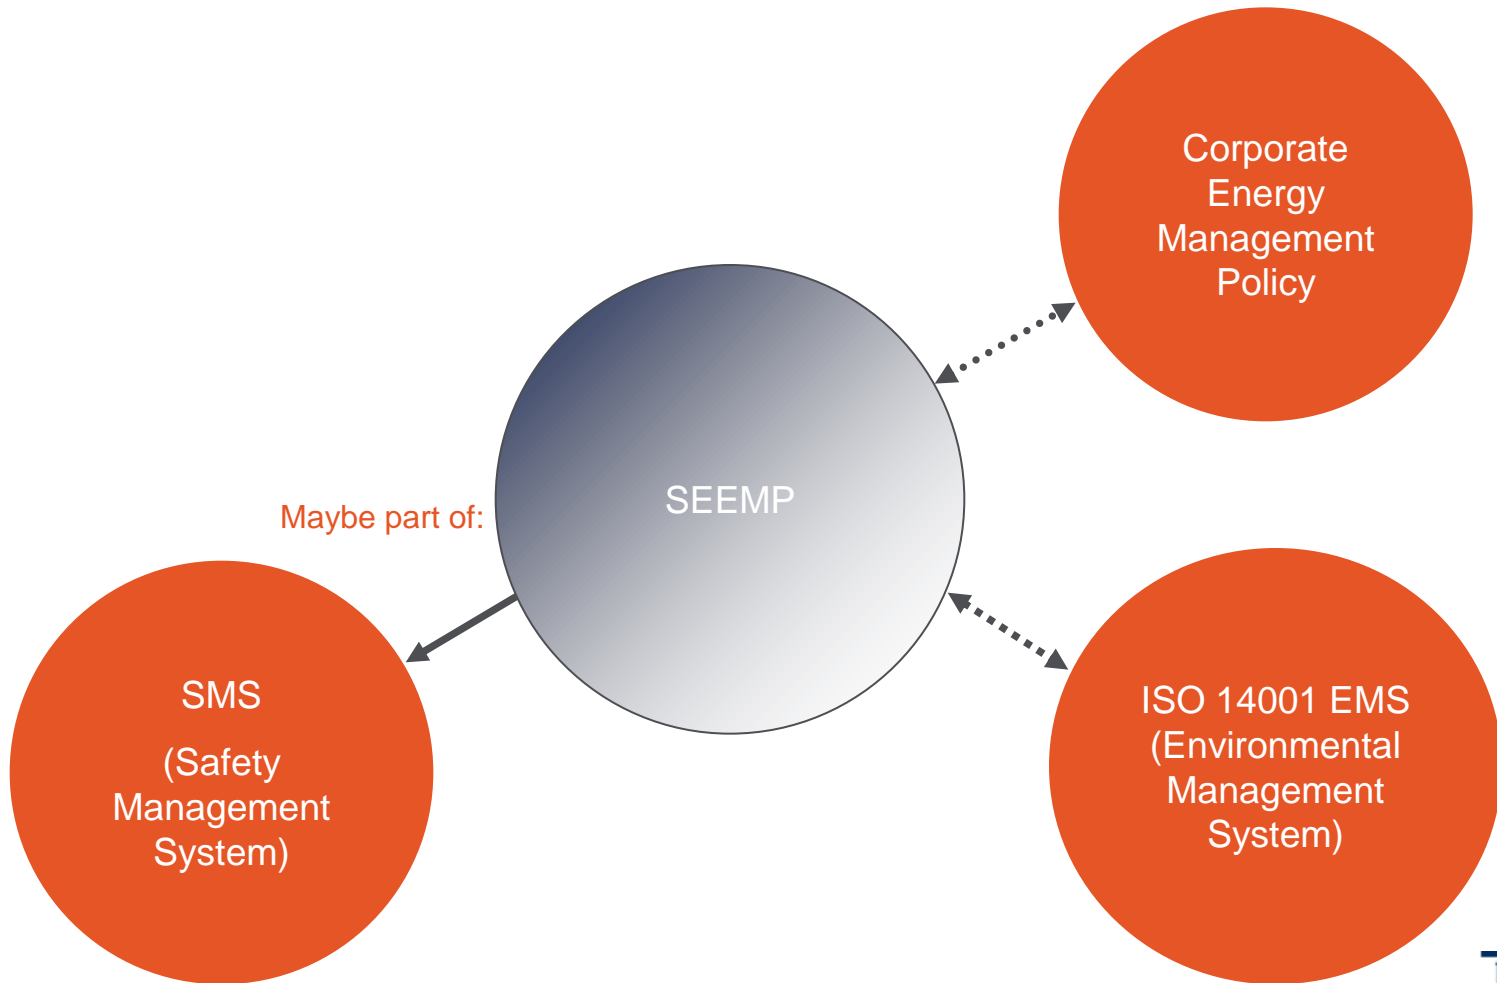 Corporate
Energy
Management
Policy
SEEMP
Maybe part of:
SMS
(Safety
Management
System)
ISO 14001 EMS
(Environmental
Management
System)